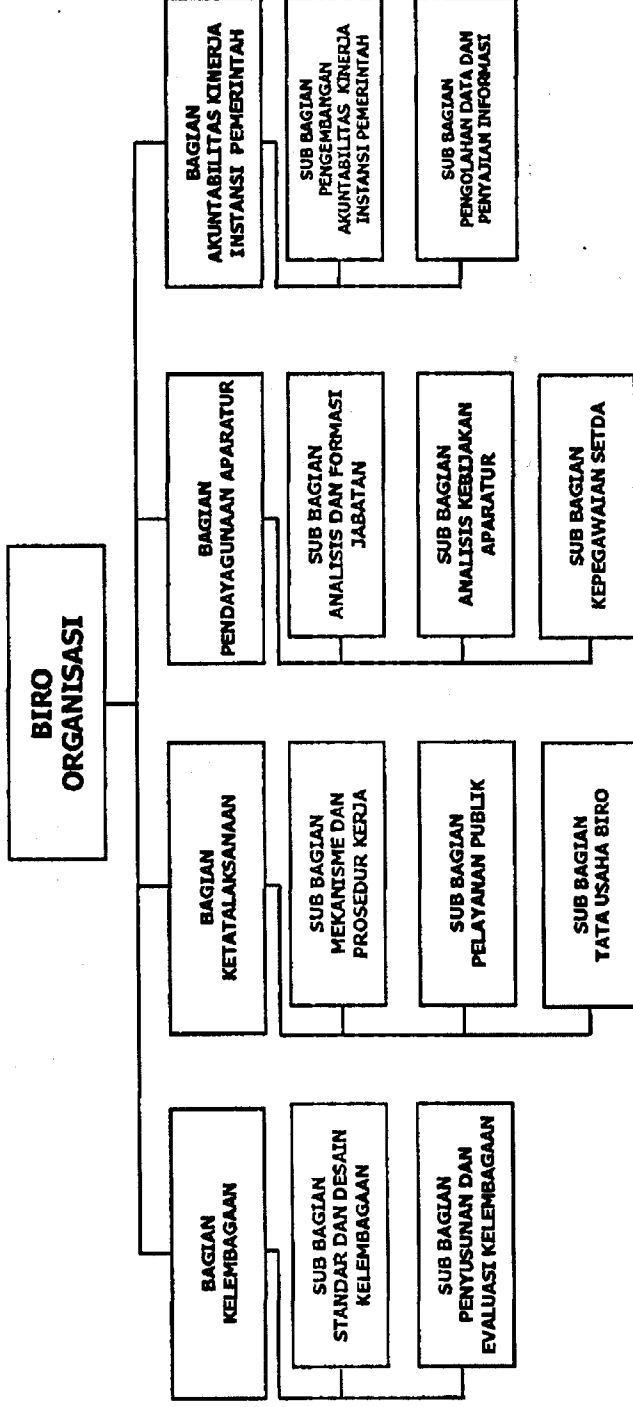 BIRO
ORGANISASI
BAGIAN
KELEMBAGAAN
SUB BAGIAN
STANDAR DAN DESAIN
KELEMBAGAAN
SUB BAGIAN
PENYUSUNAN DAN
EVALUASI KELEMBAGAAN
BAGIAN
KETATALAKSANAAN
SUB BAGIAN
MEKANISME DAN
PROSEDUR KERJA
SUB BAGIAN
PELAYANAN PUBLIK
SUB BAGIAN
TATA USAHA BIRO
BAGIAN
PENDAYAGUNAAN APARATUR
SUB BAGIAN
ANALISIS DAN FORMASI
JABATAN
SUB BAGIAN
ANALISIS KEBIJAKAN
APARATUR
SUB BAGIAN
KEPEGAWAIAN SETDA
BAGIAN
AKUNTABILITAS KINERJA
INSTANSI PEMERINTAH
SUB BAGIAN
PENGEMBANGAN
AKUNTABILITAS KINERJA
INSTANSI PEMERINTAH
SUB BAGIAN
PENGOLAHAN DATA DAN
PENYAJIAN INFORMASI